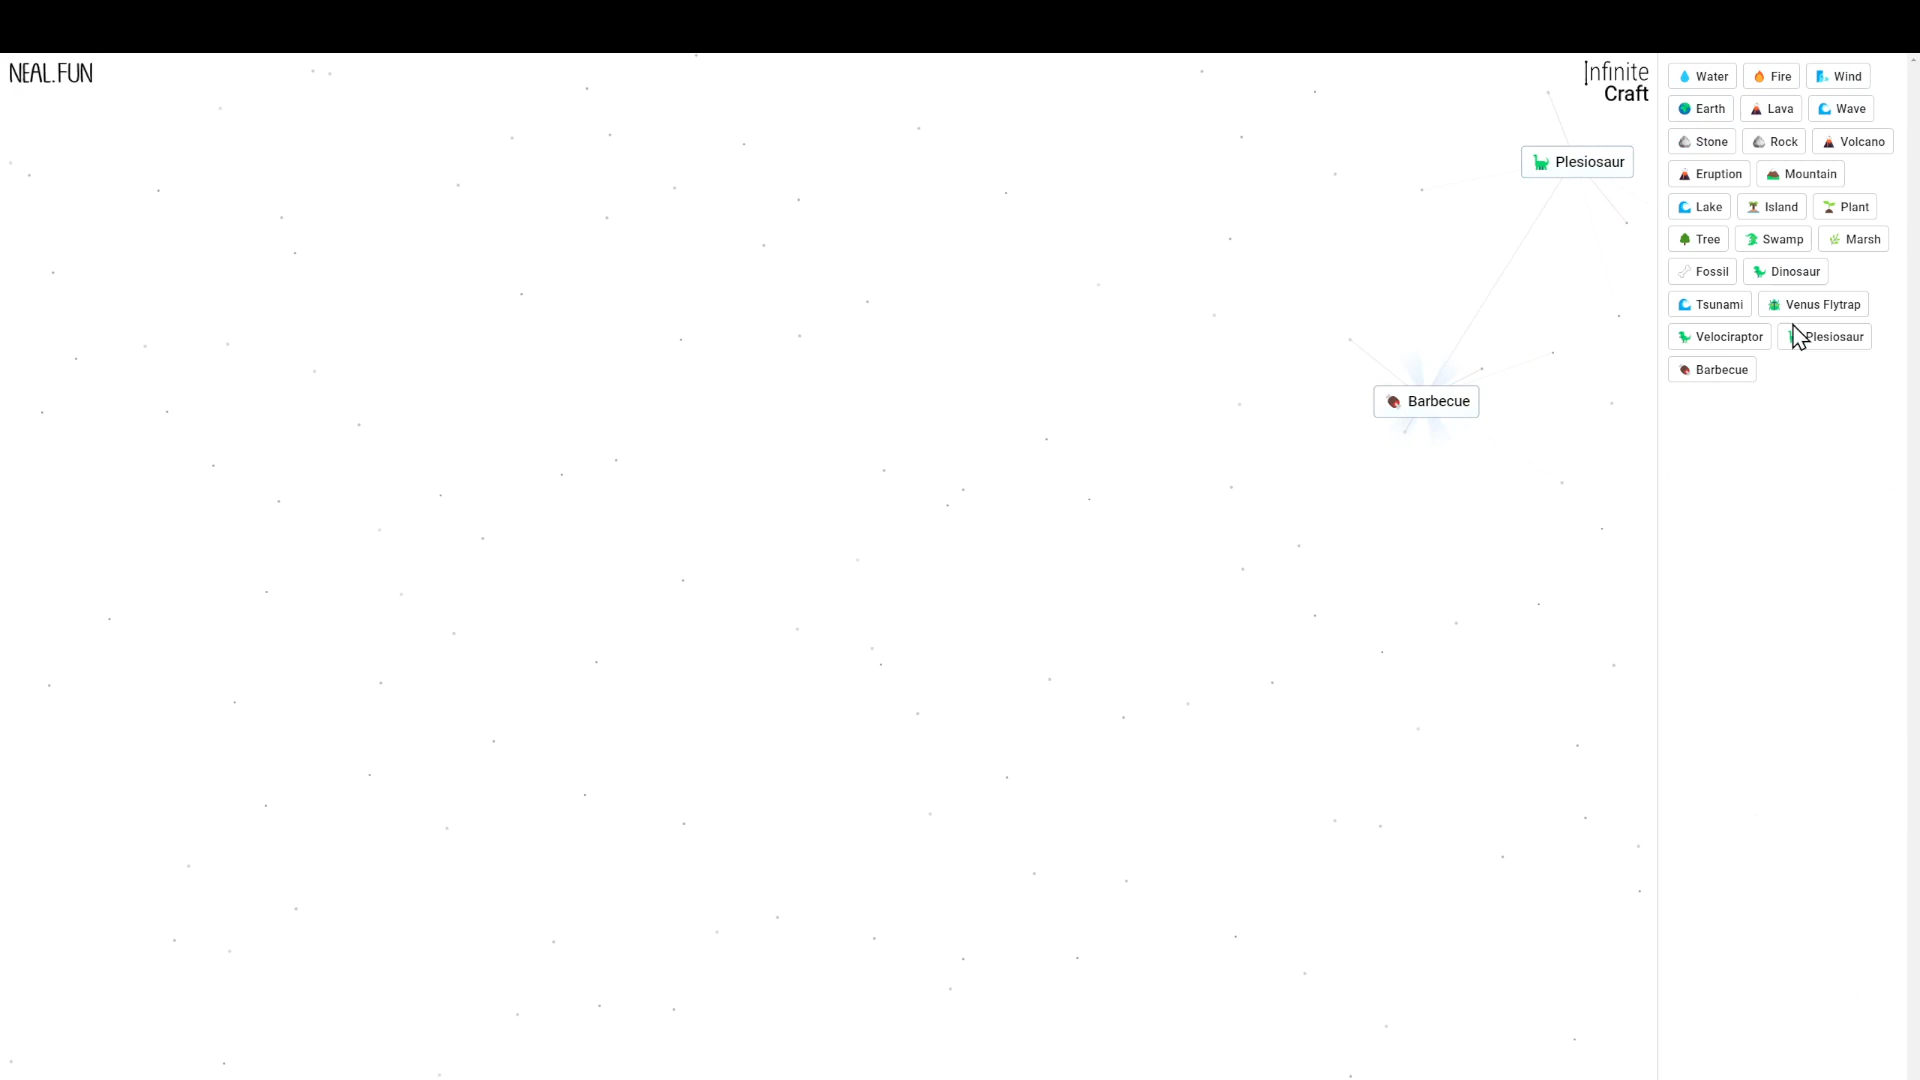 NEAL.FUN
Infinite
Craft
Plesiosaur
Barbecue
Water Fire Wind
Earth Lava Wave
Stone Rock Volcano
Eruption Mountain
Lake Island Plant
Tree Swamp Marsh
Fossil Dinosaur
Tsunami Venus Flytrap
Velociraptor Plesiosaur
Barbecue